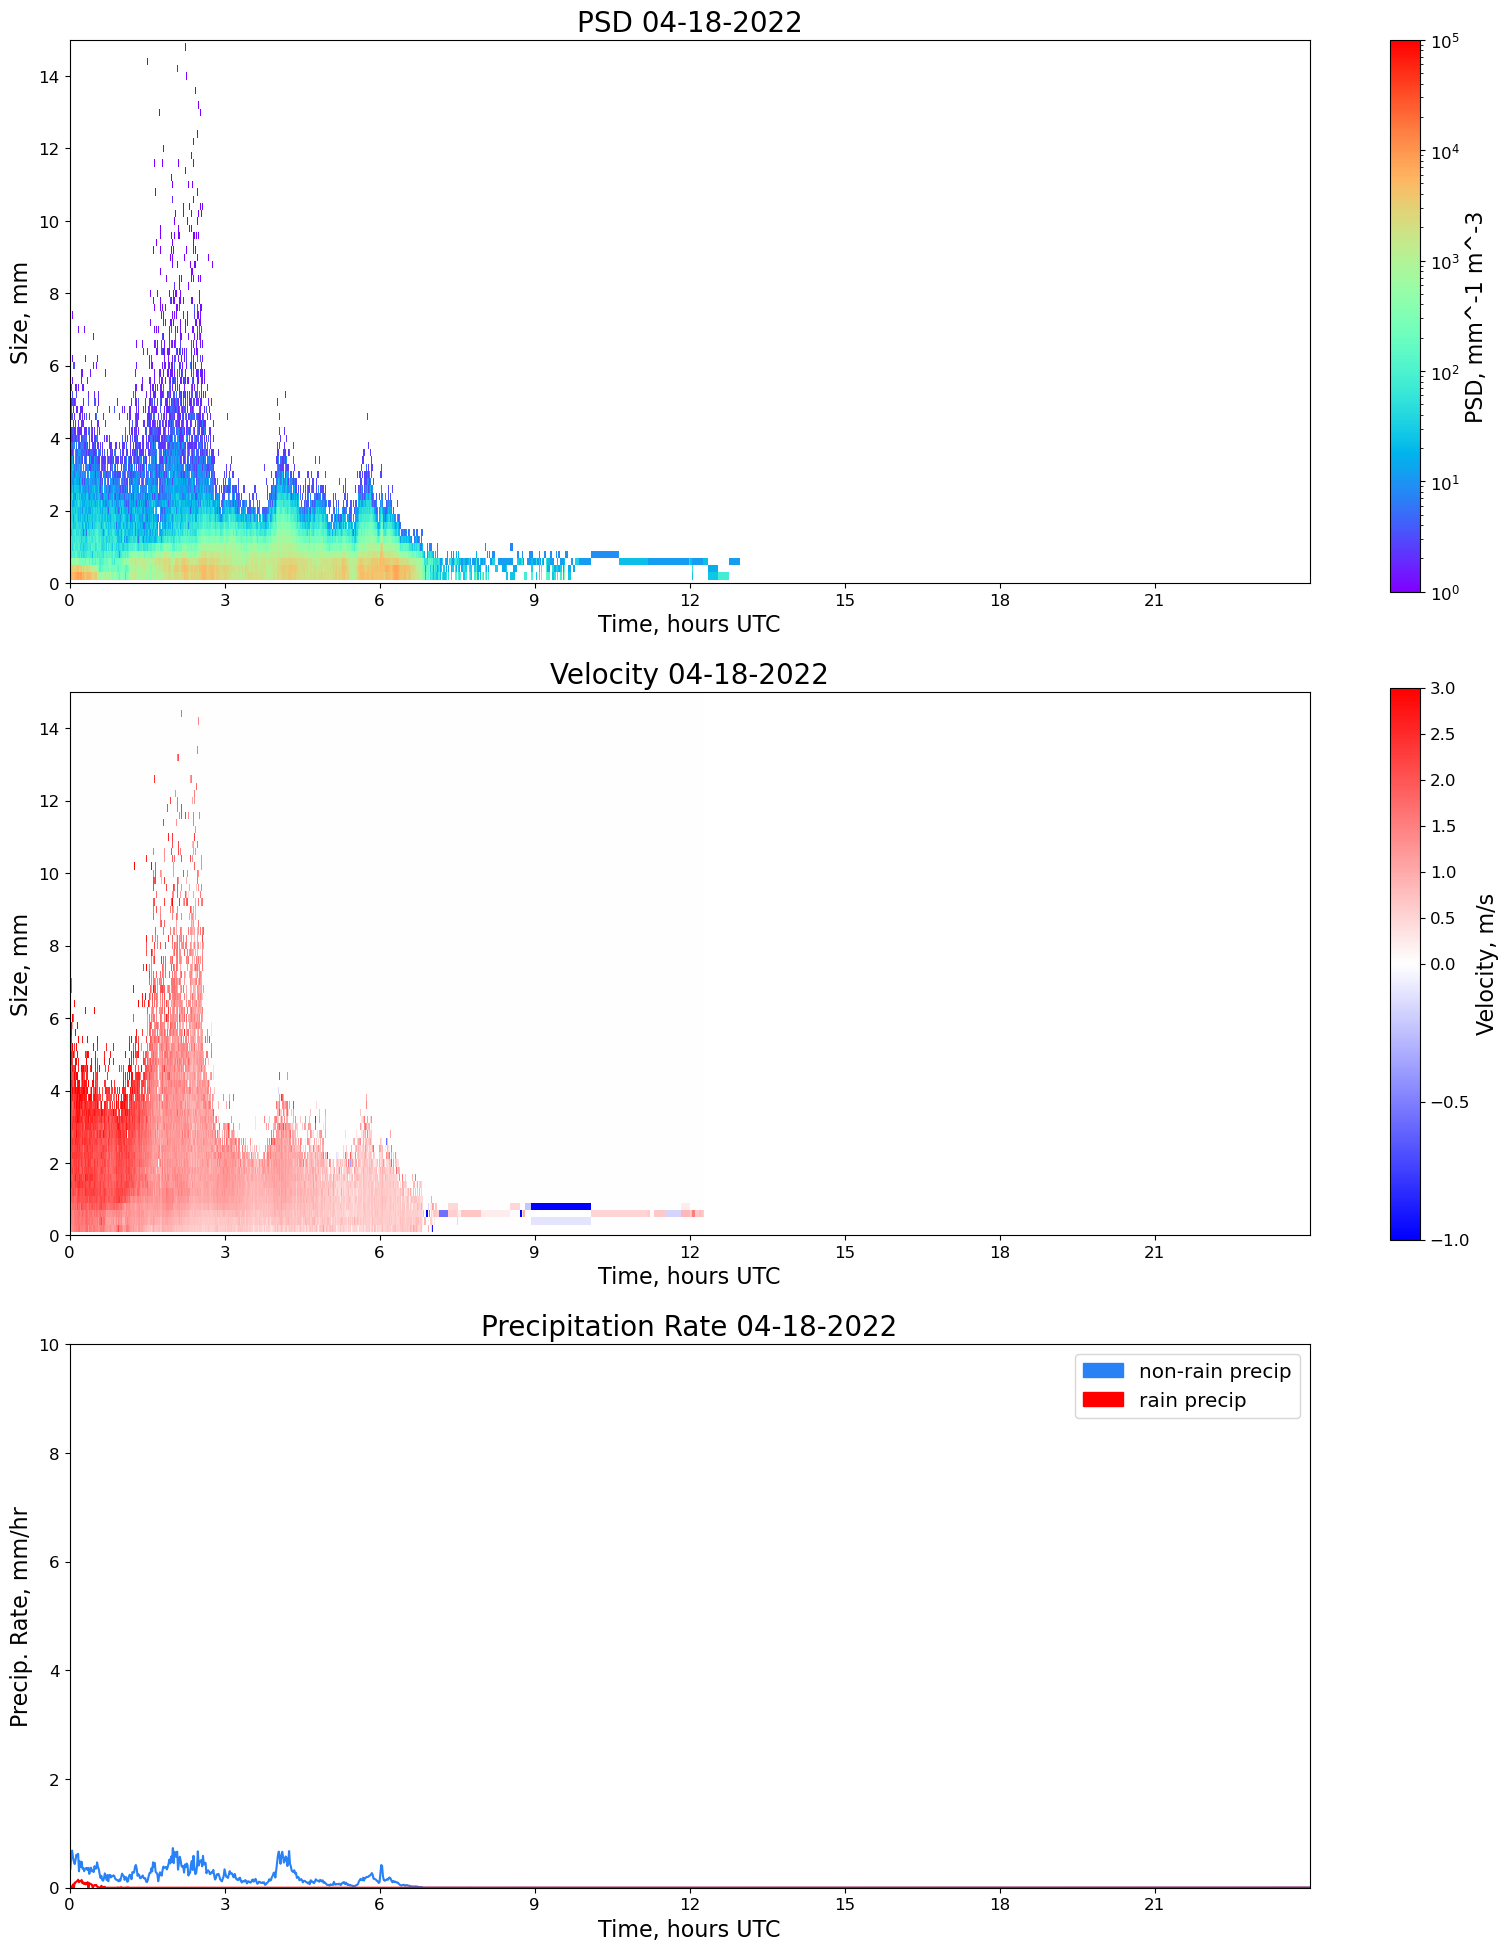 PSD 04-18-2022
14
12
10
8
6
4
2
0
Size, mm
0 3 6 9 12 15 18 21
Time, hours UTC
10^5
10^4
10^3
10^2
10^1
10^0
PSD, mm^-1 m^-3
Velocity 04-18-2022
14
12
10
8
6
4
2
0
Size, mm
0 3 6 9 12 15 18 21
Time, hours UTC
3.0
2.5
2.0
1.5
1.0
0.5
0.0
−0.5
−1.0
Velocity, m/s
Precipitation Rate 04-18-2022
10
8
6
4
2
0
Precip. Rate, mm/hr
non-rain precip
rain precip
0 3 6 9 12 15 18 21
Time, hours UTC